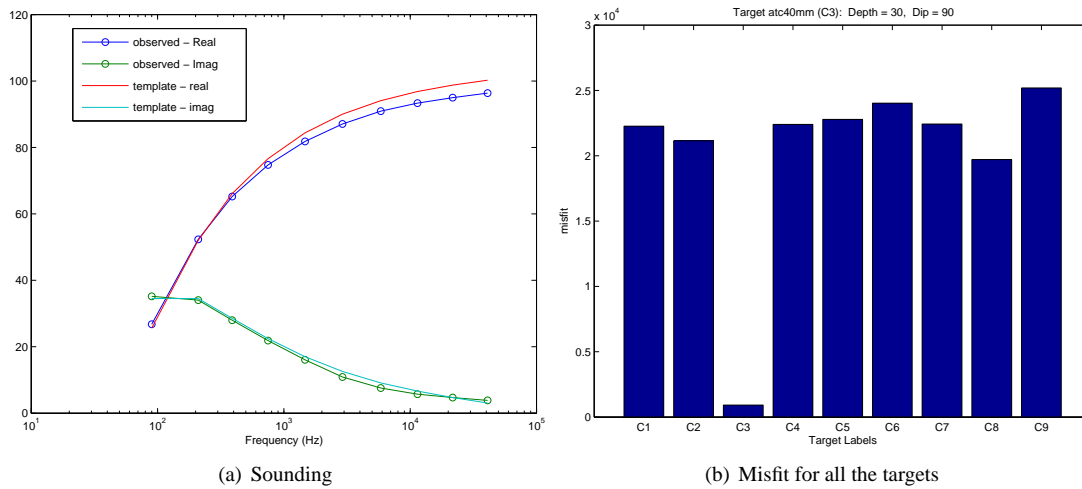 120
100
80
60
40
20
0
10^1
10^2
10^3
10^4
10^5
Frequency (Hz)
observed − Real
observed − Imag
template − real
template − imag
(a) Sounding
Target atc40mm (C3): Depth = 30, Dip = 90
x 10^4
3
2.5
2
1.5
1
0.5
0
misfit
C1 C2 C3 C4 C5 C6 C7 C8 C9
Target Labels
(b) Misfit for all the targets